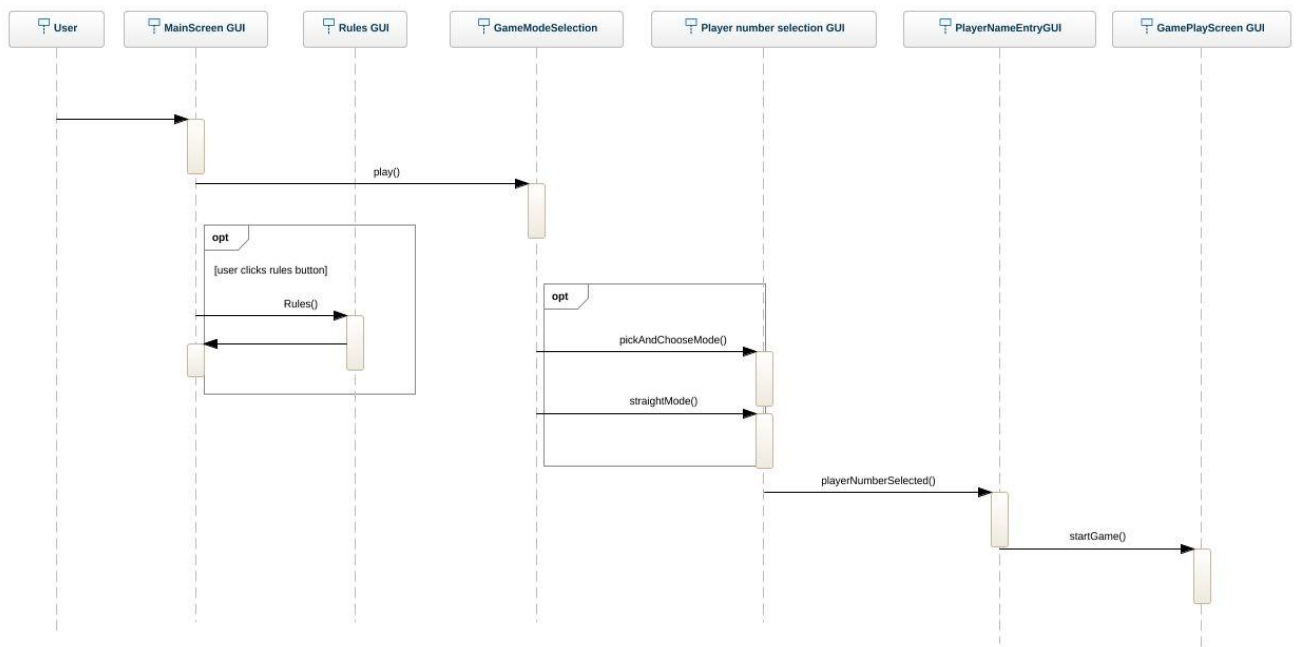 User
MainScreen GUI
Rules GUI
GameModeSelection
Player number selection GUI
PlayerNameEntryGUI
GamePlayScreen GUI
play()
opt
[user clicks rules button]
Rules()
opt
pickAndChooseMode()
straightMode()
playerNumberSelected()
startGame()